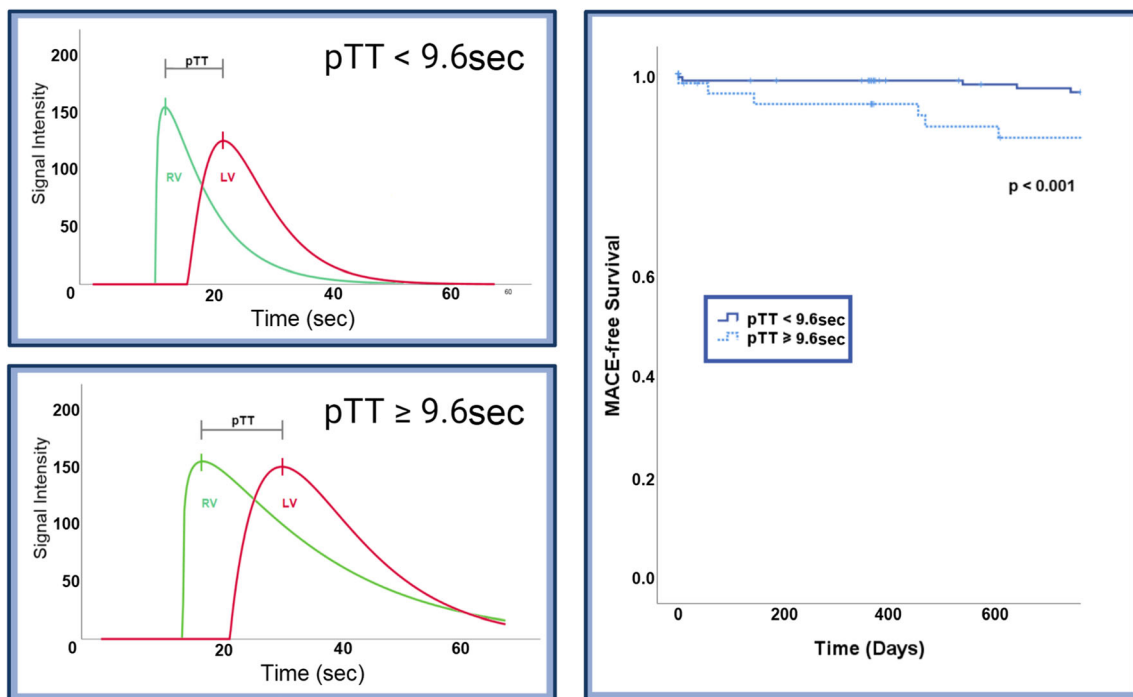 pTT < 9.6sec
pTT
200
150
100
50
0
Signal Intensity
RV
LV
20
40
60
60
Time (sec)
pTT ≥ 9.6sec
pTT
200
150
100
50
0
Signal Intensity
RV
LV
20
40
60
Time (sec)
1.0
0.6
0.4
0.2
0.0
MACE-free Survival
p < 0.001
pTT < 9.6sec
pTT ≥ 9.6sec
0
200
400
600
Time (Days)